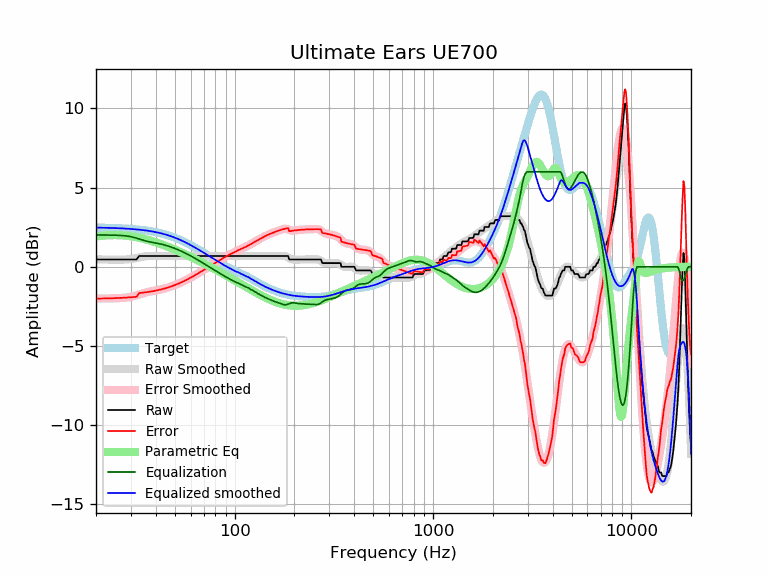 Ultimate Ears UE700
Amplitude (dBr)
10
5
0
−5
−10
−15
Target
Raw Smoothed
Error Smoothed
Raw
Error
Parametric Eq
Equalization
Equalized smoothed
100
1000
10000
Frequency (Hz)